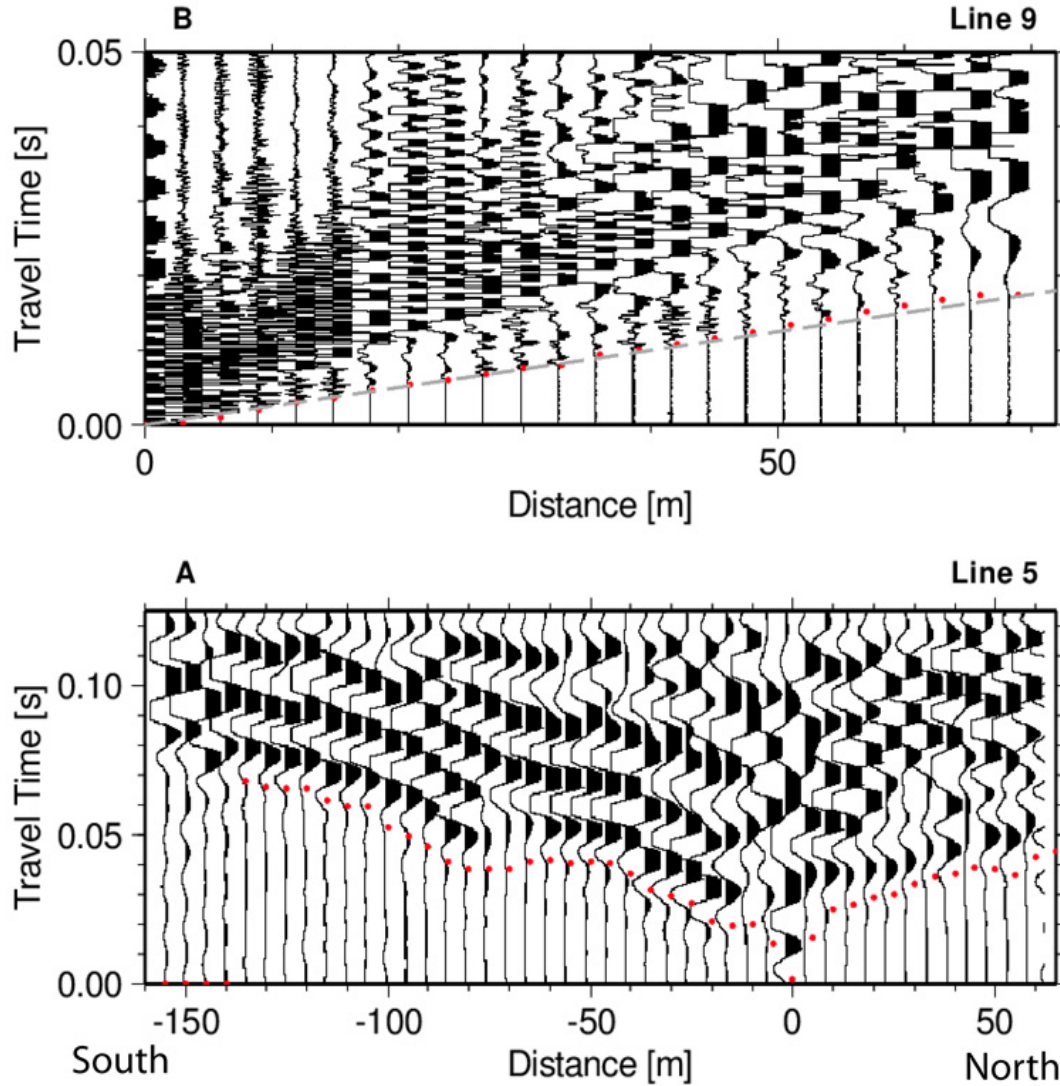 B Line 9
0.05
Travel Time [s]
0.00
0 50
Distance [m]
A Line 5
0.10
Travel Time [s]
0.05
0.00
-150 -100 -50 0 50
South Distance [m] North